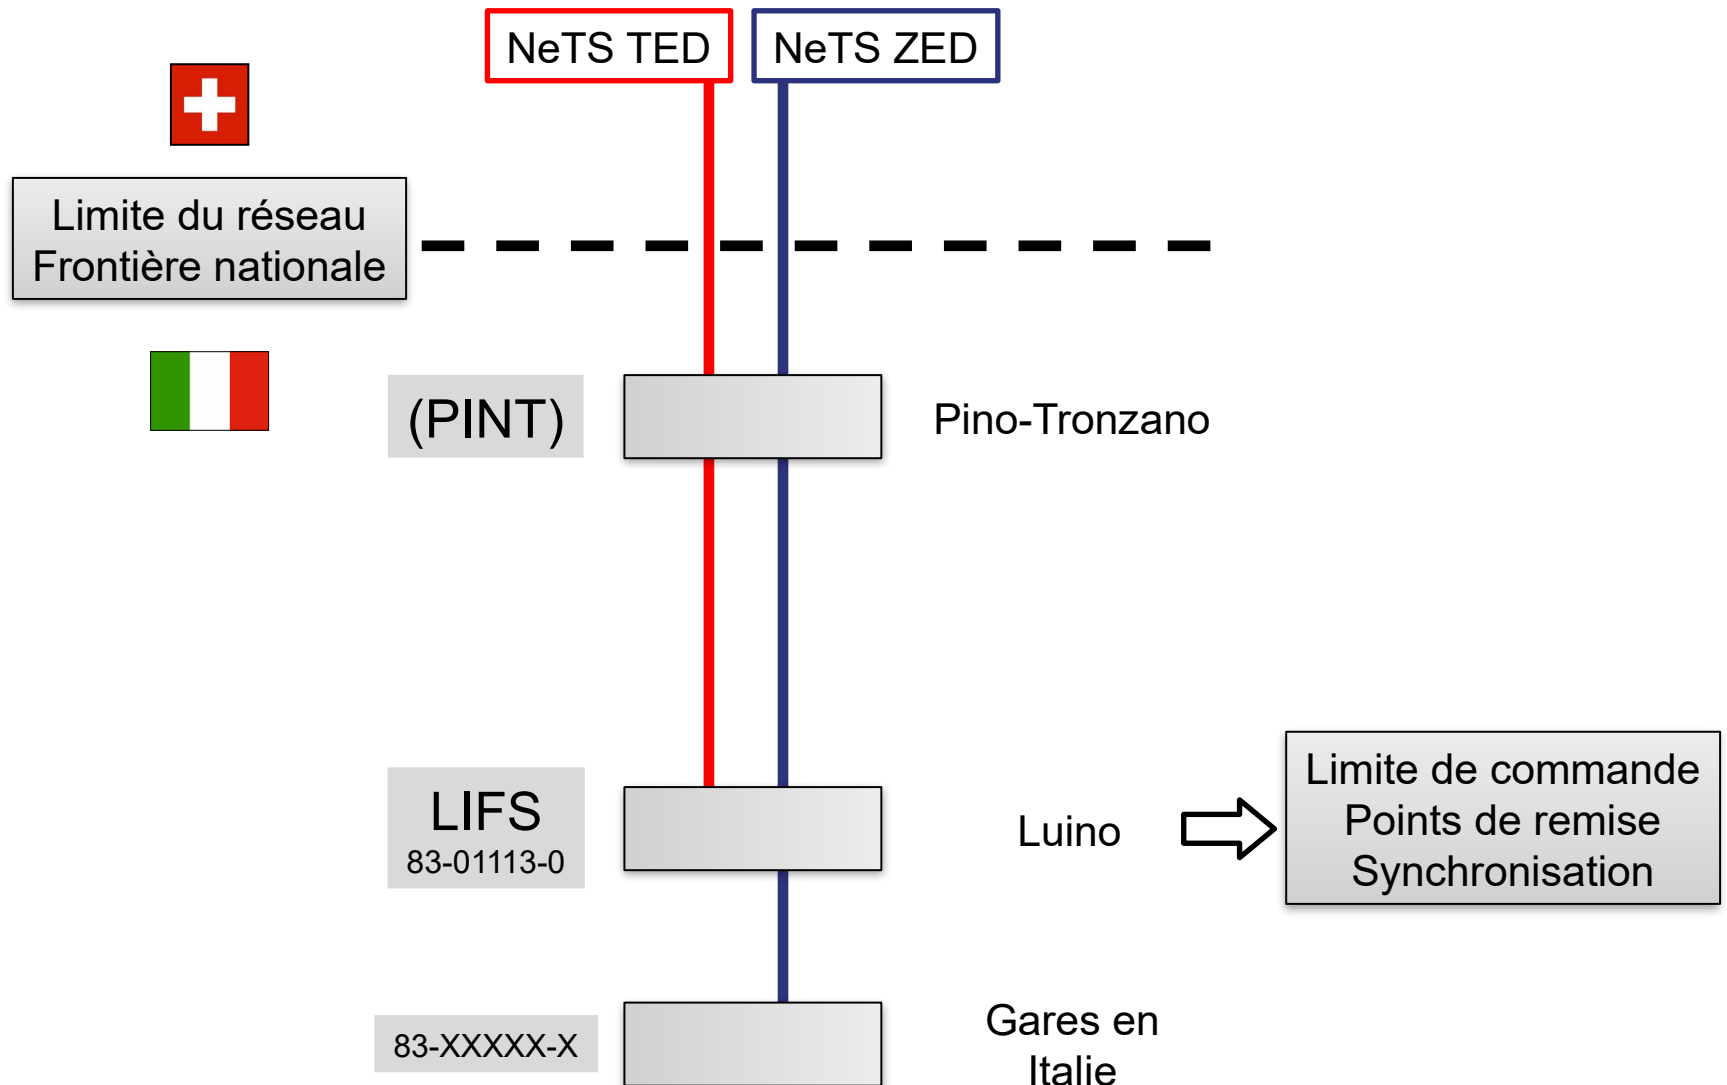 NeTS TED
NeTS ZED
Limite du réseau
Frontière nationale
(PINT)
Pino-Tronzano
LIFS
83-01113-0
Luino
Limite de commande
Points de remise
Synchronisation
83-XXXXX-X
Gares en
Italie